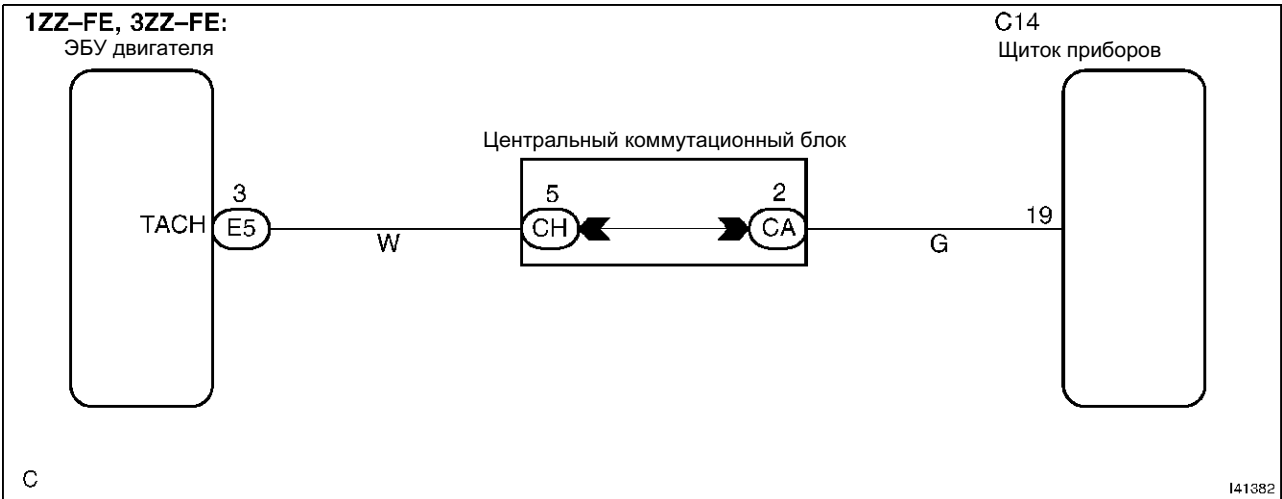 1ZZ–FE, 3ZZ–FE:
C14
ЭБУ двигателя
Щиток приборов
Центральный коммутационный блок
3
5
2
19
TACH
E5
CH
CA
W
G
C
I41382